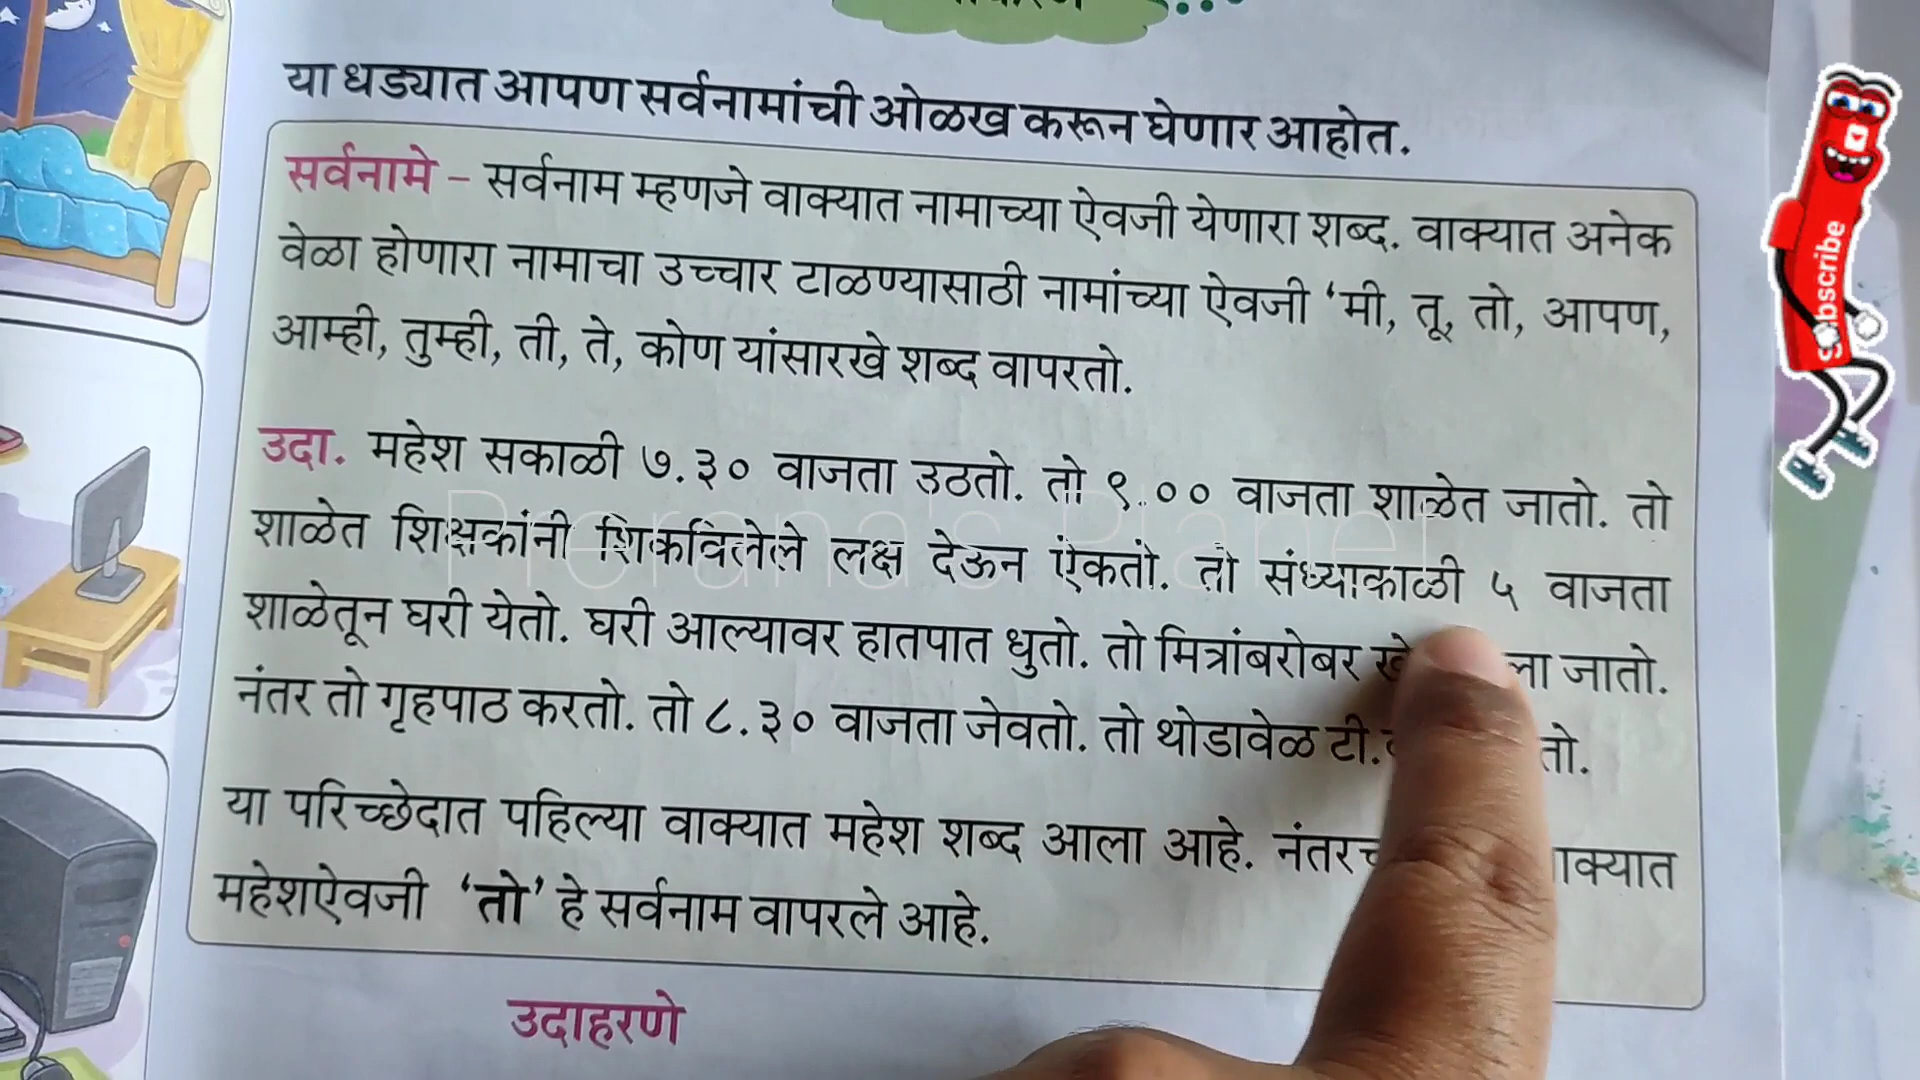 या धड्यात आपण सर्वनामांची ओळख करून घेणार आहोत.
सर्वनामे – सर्वनाम म्हणजे वाक्यात नामाच्या ऐवजी येणारा शब्द. वाक्यात अनेक
वेळा होणारा नामाचा उच्चार टाळण्यासाठी नामांच्या ऐवजी ‘मी, तू, तो, आपण,
आम्ही, तुम्ही, ती, ते, कोण यांसारखे शब्द वापरतो.
उदा. महेश सकाळी ७.३० वाजता उठतो. तो ९.०० वाजता शाळेत जातो. तो
Prerana's Planet
शाळेत शिक्षकांनी शिकविलेले लक्ष देऊन ऐकतो. तो संध्याकाळी ५ वाजता
शाळेतून घरी येतो. घरी आल्यावर हातपात धुतो. तो मित्रांबरोबर जातो.
नंतर तो गृहपाठ करतो. तो ८.३० वाजता जेवतो. तो थोडावेळ टी.
या परिच्छेदात पहिल्या वाक्यात महेश शब्द आला आहे.
महेशऐवजी ‘तो’ हे सर्वनाम वापरले आहे.
उदाहरणे
Subscribe